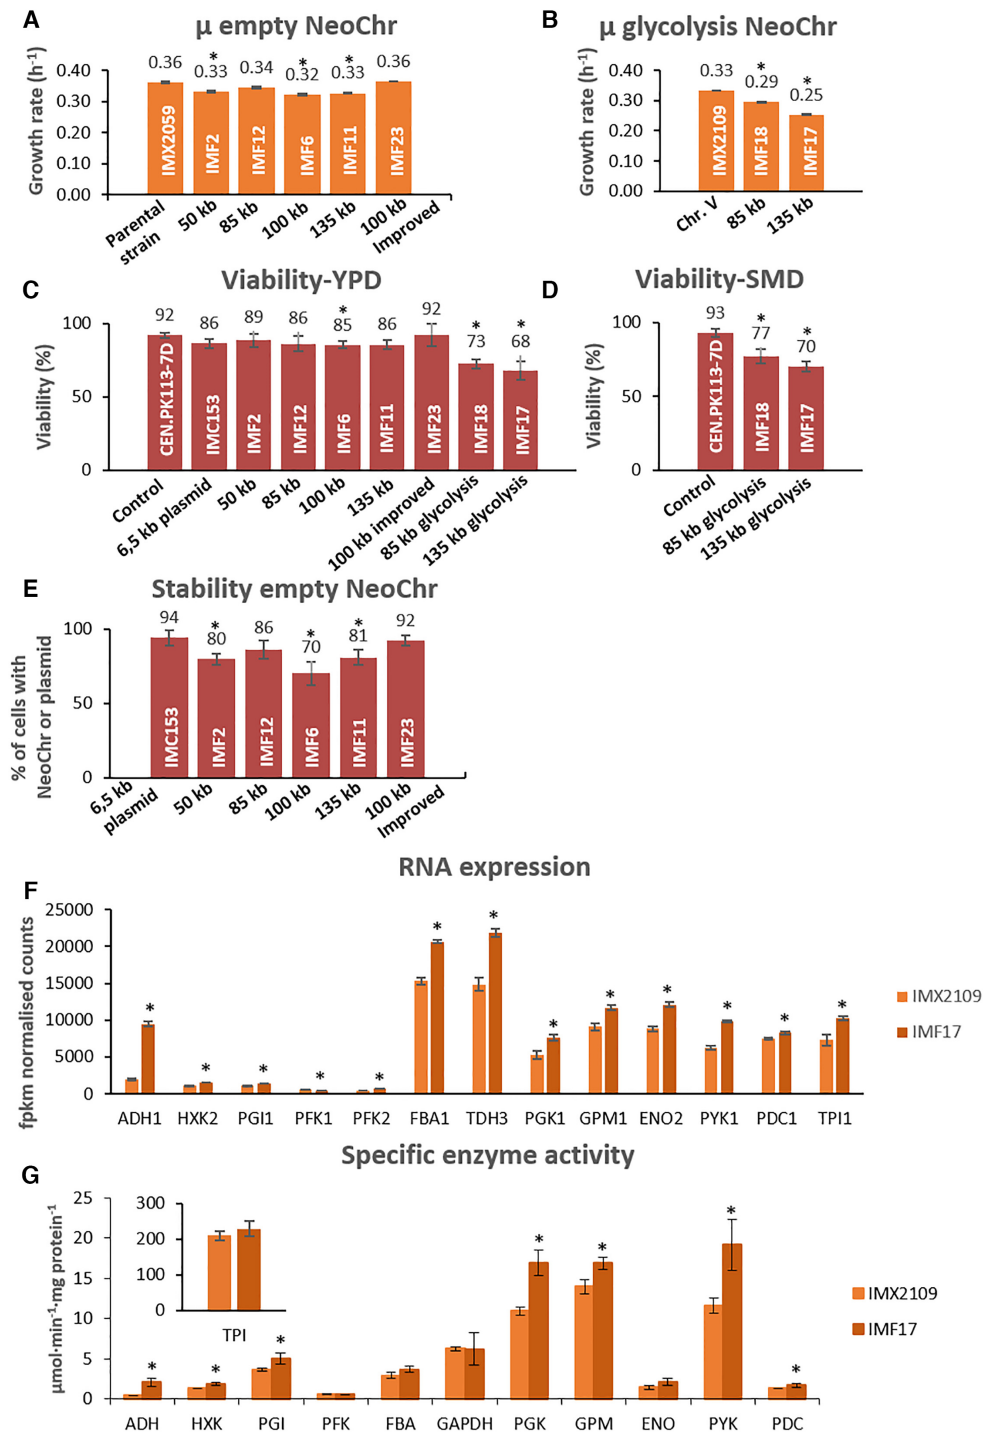 A
µ empty NeoChr
Growth rate (h-1)
0.40
0.30
0.20
0.10
0.00
0.36
*
0.33
0.34
*
0.32
*
0.33
0.36
IMX2059
IMF2
IMF12
IMF6
IMF11
IMF23
Parental strain
50 kb
85 kb
100 kb
135 kb
100 kb Improved
B
µ glycolysis NeoChr
Growth rate (h-1)
0.40
0.30
0.20
0.10
0.00
0.33
*
0.29
*
0.25
IMX2109
IMF18
IMF17
Chr. V
85 kb
135 kb
C
Viability-YPD
Viability (%)
100
50
0
92
86
89
86
*
85
86
92
*
73
*
68
CEN.PK113-7D
IMC153
IMF2
IMF12
IMF6
IMF11
IMF23
IMF18
IMF17
Control
6,5 kb plasmid
50 kb
85 kb
100 kb
135 kb
100 kb improved
85 kb glycolysis
135 kb glycolysis
D
Viability-SMD
Viability (%)
100
50
0
93
*
77
*
70
CEN.PK113-7D
IMF18
IMF17
Control
85 kb glycolysis
135 kb glycolysis
E
Stability empty NeoChr
% of cells with
NeoChr or plasmid
100
50
0
94
*
80
86
*
70
*
81
92
IMC153
IMF2
IMF12
IMF6
IMF11
IMF23
6,5 kb
plasmid
50 kb
85 kb
100 kb
135 kb
100 kb
Improved
F
RNA expression
fpkm normalised counts
25000
20000
15000
10000
5000
0
* * * * * * * * * * * * *
ADH1 HXK2 PGI1 PFK1 PFK2 FBA1 TDH3 PGK1 GPM1 ENO2 PYK1 PDC1 TPI1
IMX2109
IMF17
G
Specific enzyme activity
µmol·min-1·mg protein-1
25
20
15
10
5
0
300
200
100
0
TPI
* * * * * * *
ADH HXK PGI PFK FBA GAPDH PGK GPM ENO PYK PDC
IMX2109
IMF17